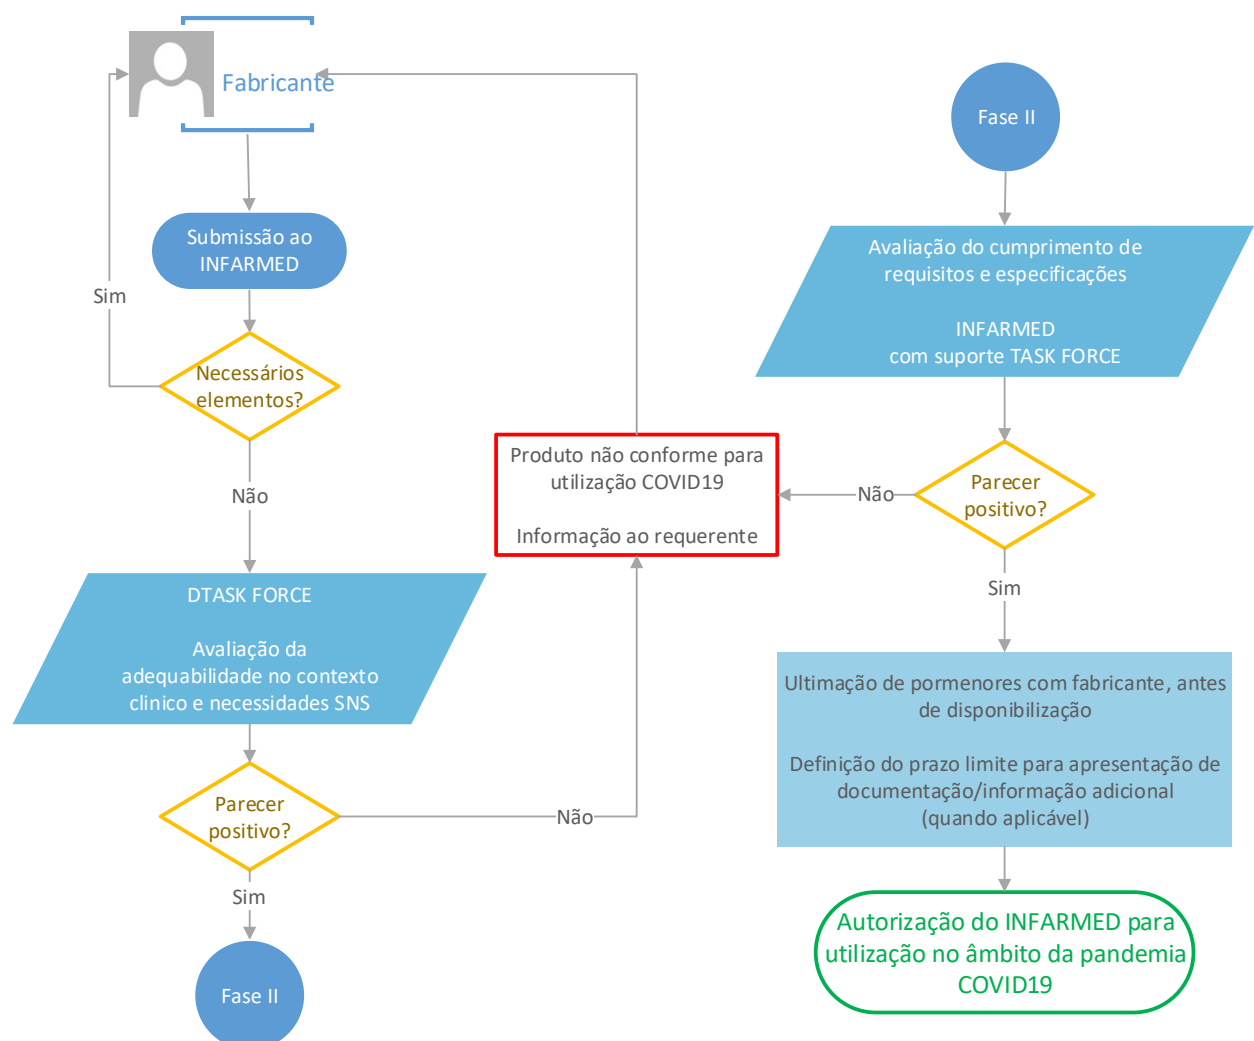 Fabricante
Submissão ao
INFARMED
Sim
Necessários
elementos?
Não
DTASK FORCE
Avaliação da
adequabilidade no contexto
clinico e necessidades SNS
Parecer
positivo?
Não
Sim
Fase II
Produto não conforme para
utilização COVID19
Informação ao requerente
Fase II
Avaliação do cumprimento de
requisitos e especificações
INFARMED
com suporte TASK FORCE
Parecer
positivo?
Não
Sim
Ultimação de pormenores com fabricante, antes
de disponibilização
Definição do prazo limite para apresentação de
documentação/informação adicional
(quando aplicável)
Autorização do INFARMED para
utilização no âmbito da pandemia
COVID19